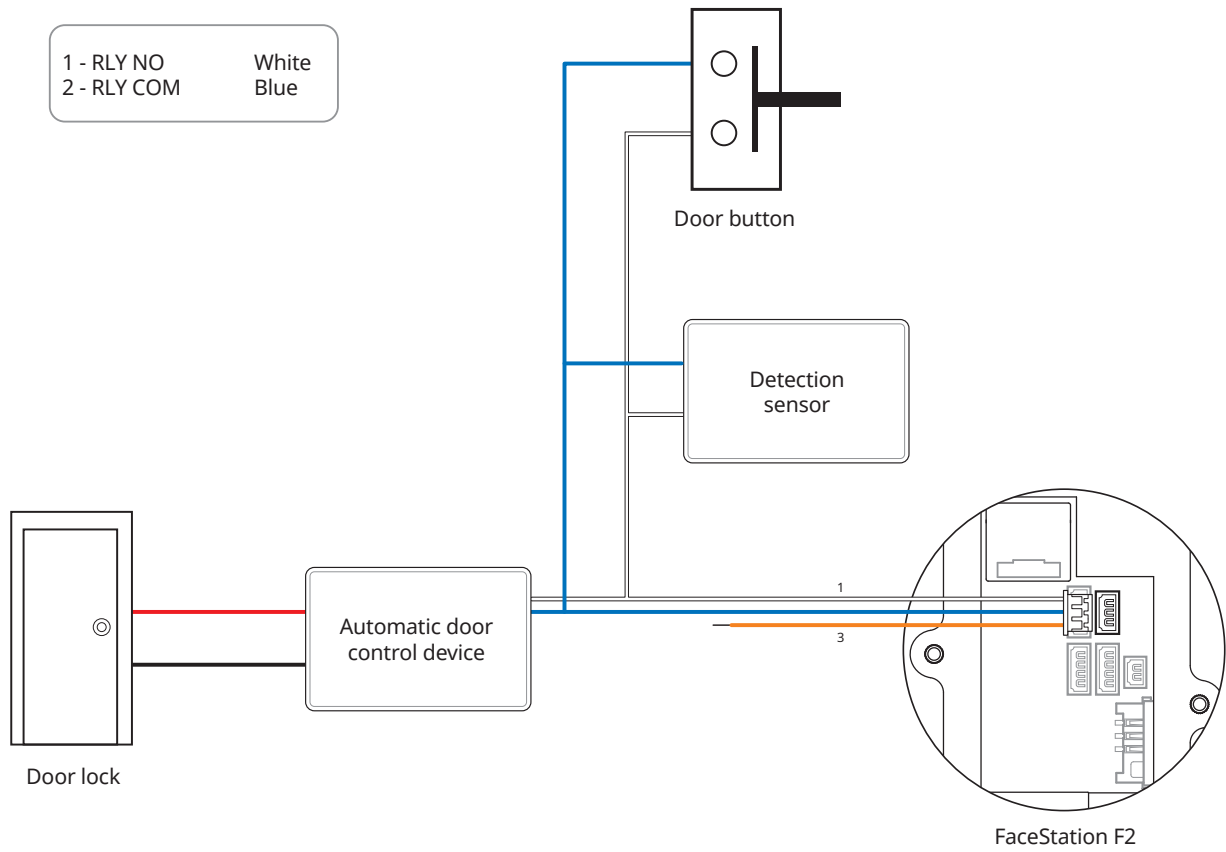 1 - RLY NO White
2 - RLY COM Blue
Door button
Detection
sensor
1
Automatic door
control device
3
Door lock
FaceStation F2